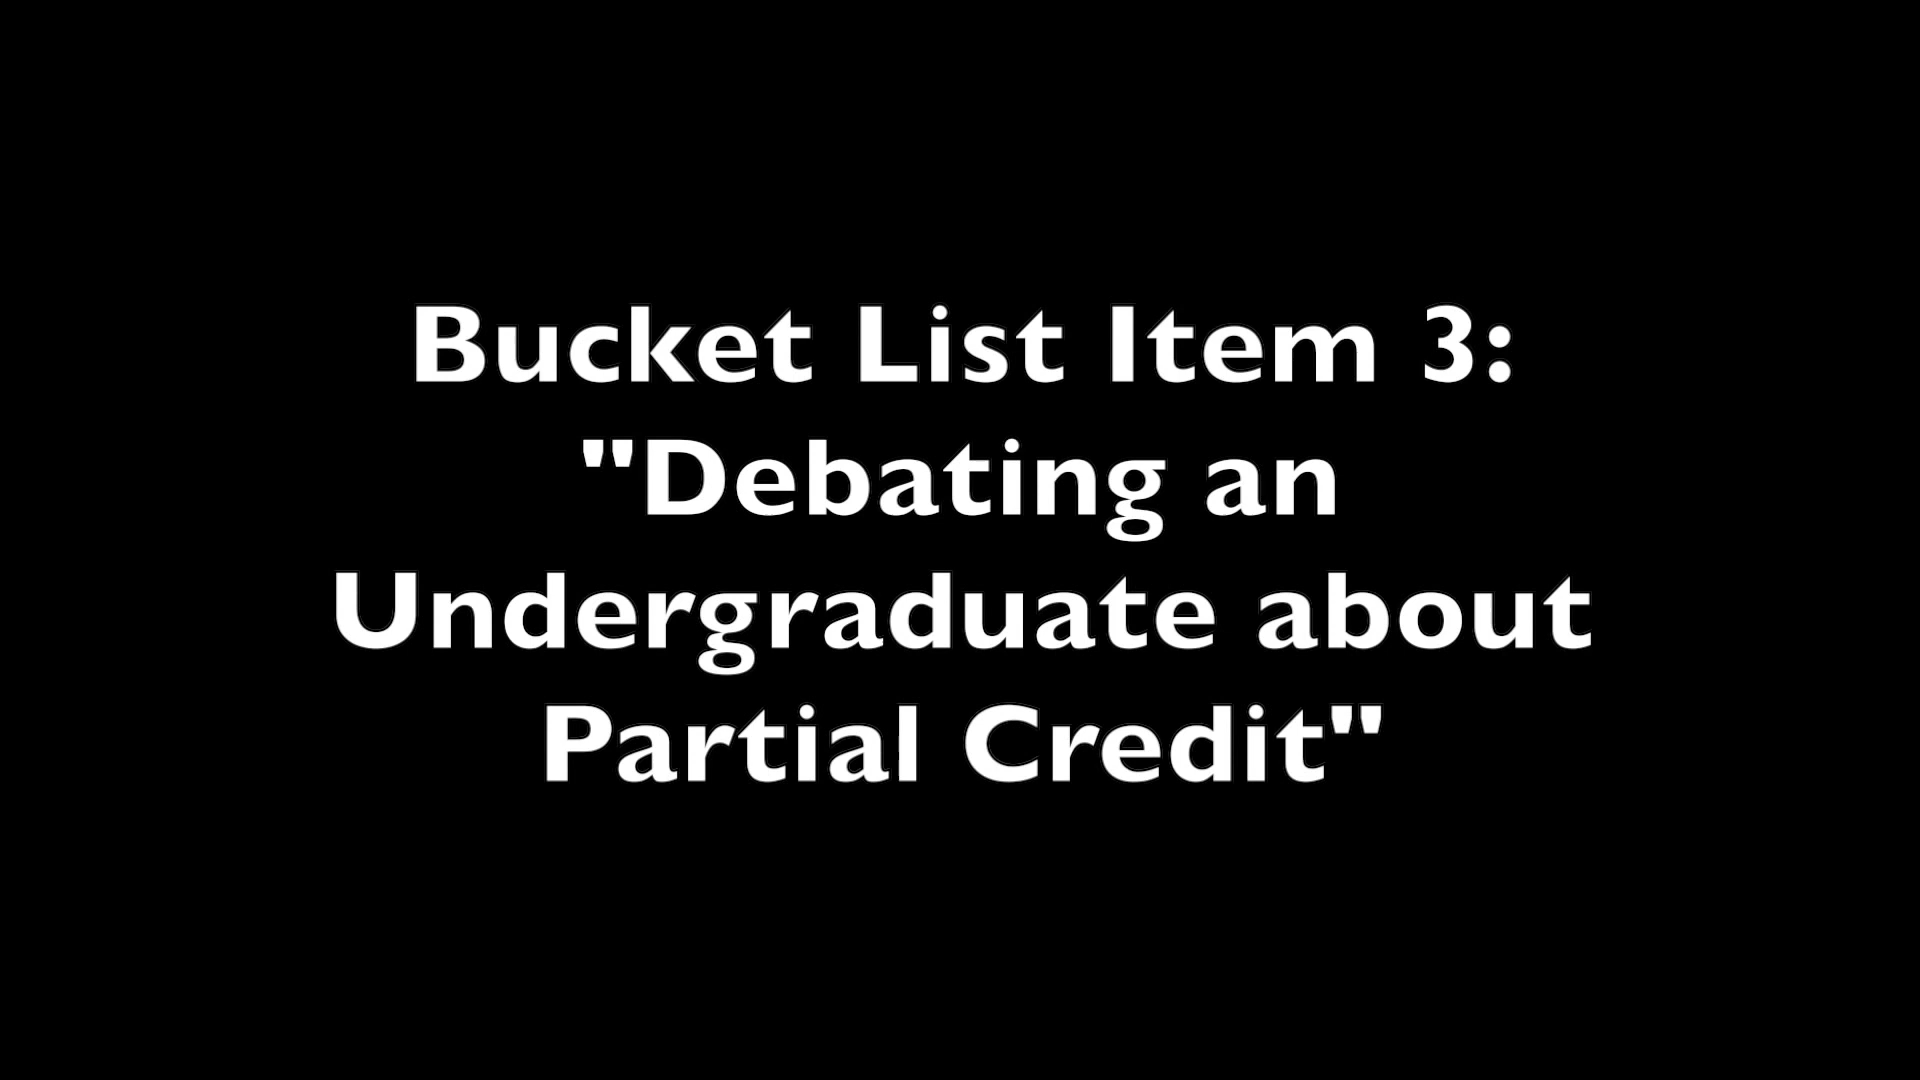 Bucket List Item 3:
"Debating an
Undergraduate about
Partial Credit"